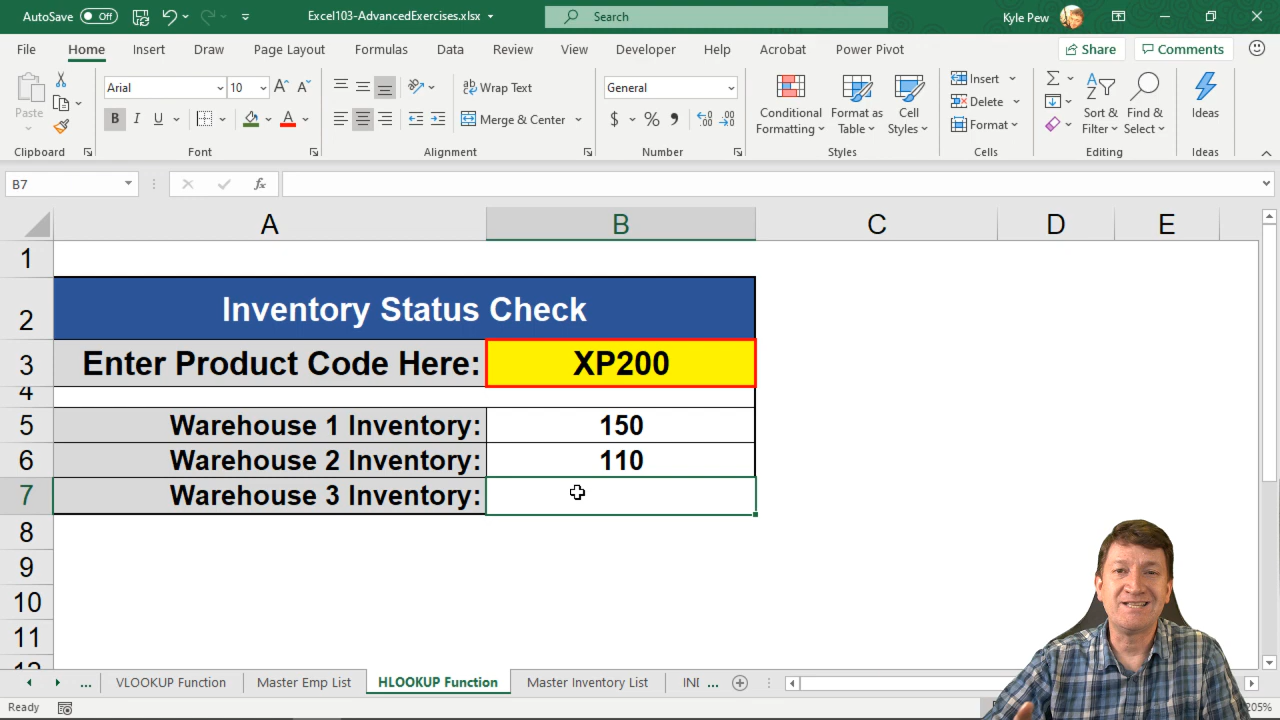 AutoSave Off Excel103-AdvancedExercises.xlsx Search Kyle Pew
File Home Insert Draw Page Layout Formulas Data Review View Developer Help Acrobat Power Pivot Share Comments
Paste Arial 10 Wrap Text General Conditional Formatting Format as Table Cell Styles Insert Sort & Filter Find & Select Ideas
B I U Merge & Center $ % Delete
Format
Clipboard Font Alignment Number Styles Cells Editing Ideas
B7 fx
A B C D E
1
2 Inventory Status Check
3 Enter Product Code Here: XP200
4
5 Warehouse 1 Inventory: 150
6 Warehouse 2 Inventory: 110
7 Warehouse 3 Inventory:
8
9
10
11
12
... VLOOKUP Function Master Emp List HLOOKUP Function Master Inventory List ...
Ready 205%